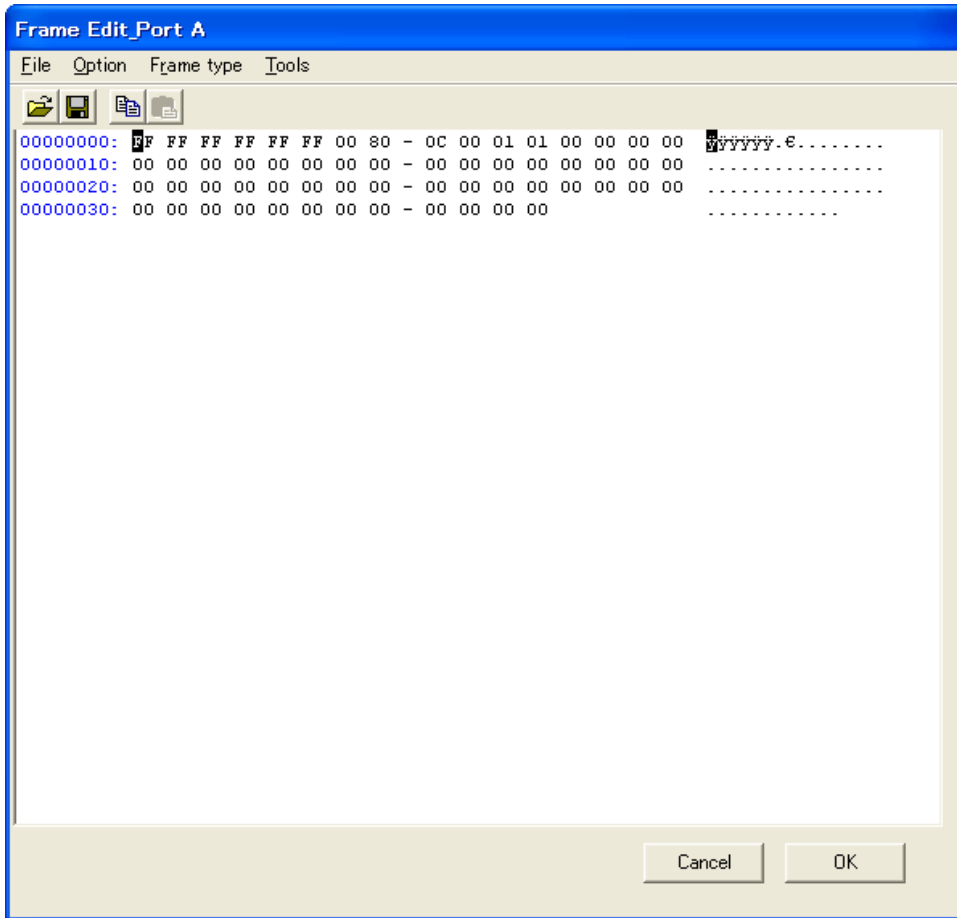 Frame Edit_Port A
File Option Frame type Tools
00000000: FF FF FF FF FF FF 00 80 - 0C 00 01 01 00 00 00 00 ÿÿÿÿÿÿ.€........
00000010: 00 00 00 00 00 00 00 00 - 00 00 00 00 00 00 00 00 ................
00000020: 00 00 00 00 00 00 00 00 - 00 00 00 00 00 00 00 00 ................
00000030: 00 00 00 00 00 00 00 00 - 00 00 00 00 ............
Cancel OK